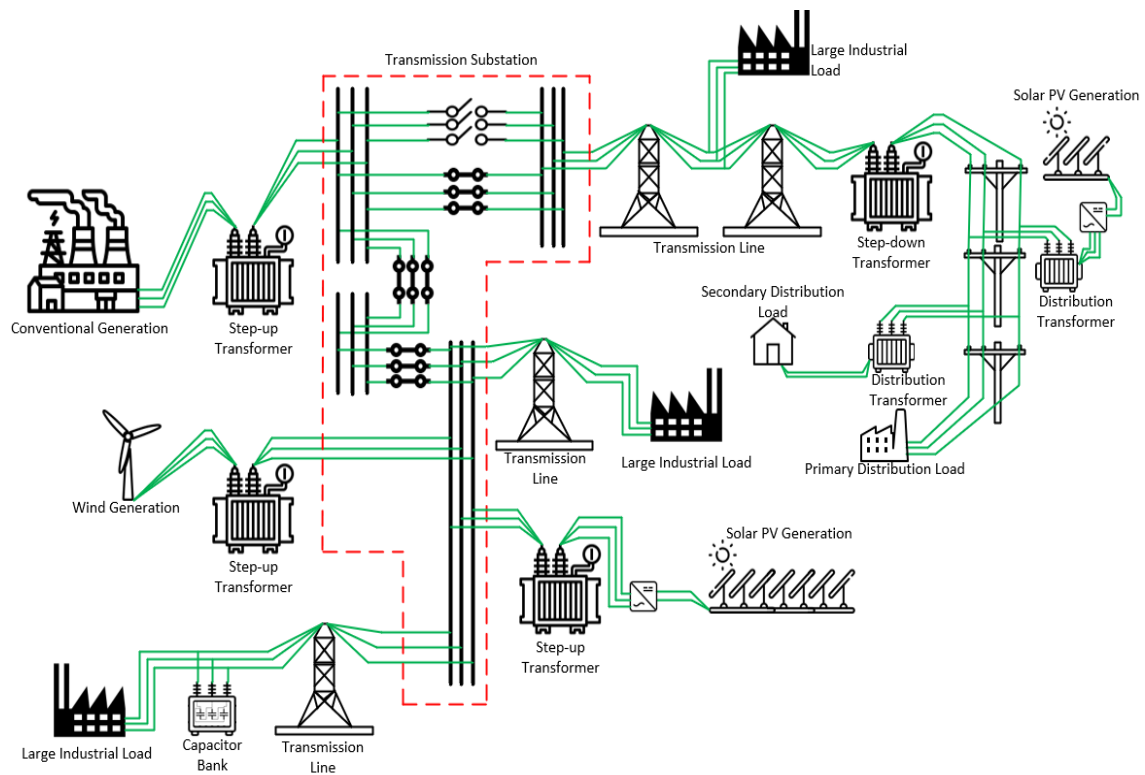 Transmission Substation
Large Industrial
Load
Solar PV Generation
Conventional Generation
Step-up
Transformer
Transmission Line
Step-down
Transformer
Distribution
Transformer
Secondary Distribution
Load
Distribution
Transformer
Primary Distribution Load
Transmission
Line
Large Industrial Load
Wind Generation
Step-up
Transformer
Solar PV Generation
Step-up
Transformer
Large Industrial Load
Capacitor
Bank
Transmission
Line